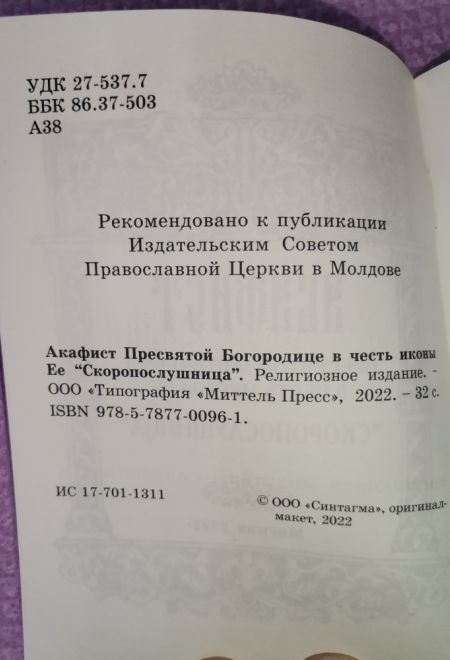 УДК 27-537.7
ББК 86.37-503
А38
Рекомендовано к публикации
Издательским Советом
Православной Церкви в Молдове
Акафист Пресвятой Богородице в честь иконы
Ее “Скоропослушница”. Религиозное издание. -
ООО «Типография «Миттель Пресс», 2022. – 32 с.
ISBN 978-5-7877-0096-1.
ИС 17-701-1311
© ООО «Синтагма», оригинал-
макет, 2022